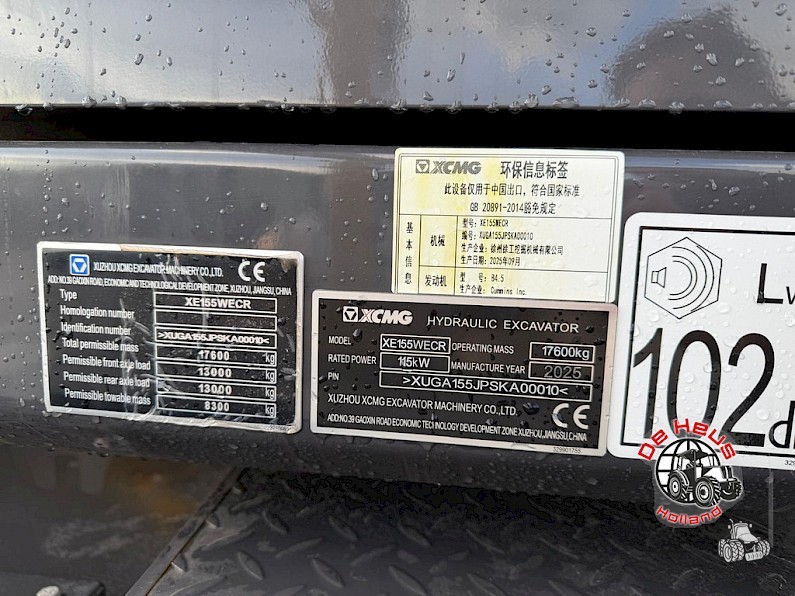 XCMG 环保信息标签
此设备仅用于中国出口，符合国家标准
GB 20891-2014豁免规定
基本信息
机械
型号: XE155WECR
编号: XUGA155JPSKA00010
生产企业: 徐州徐工挖掘机械有限公司
生产日期: 2025年09月
发动机
型 号: B4.5
生产企业: Cummins Inc.
XUZHOU XCMG EXCAVATOR MACHINERY CO., LTD. CE
ADD: NO.39 GAOXIN ROAD, ECONOMIC AND TECHNOLOGICAL DEVELOPMENT ZONE, XUZHOU, JIANGSU, CHINA
Type XE155WECR
Homologation number
Identification number >XUGA155JPSKA00010<
Total permissible mass 17600 kg
Permissible front axle load 13000 kg
Permissible rear axle load 13000 kg
Permissible towable mass 8300 kg
XCMG HYDRAULIC EXCAVATOR
MODEL XE155WECR OPERATING MASS 17600kg
RATED POWER 115kW MANUFACTURE YEAR 2025
PIN >XUGA155JPSKA00010<
XUZHOU XCMG EXCAVATOR MACHINERY CO., LTD. CE
ADD: NO.39 GAOXIN ROAD ECONOMIC TECHNOLOGY DEVELOPMENT ZONE XUZHOU, JIANGSU, CHINA
329901755
102
De Heus
Holland